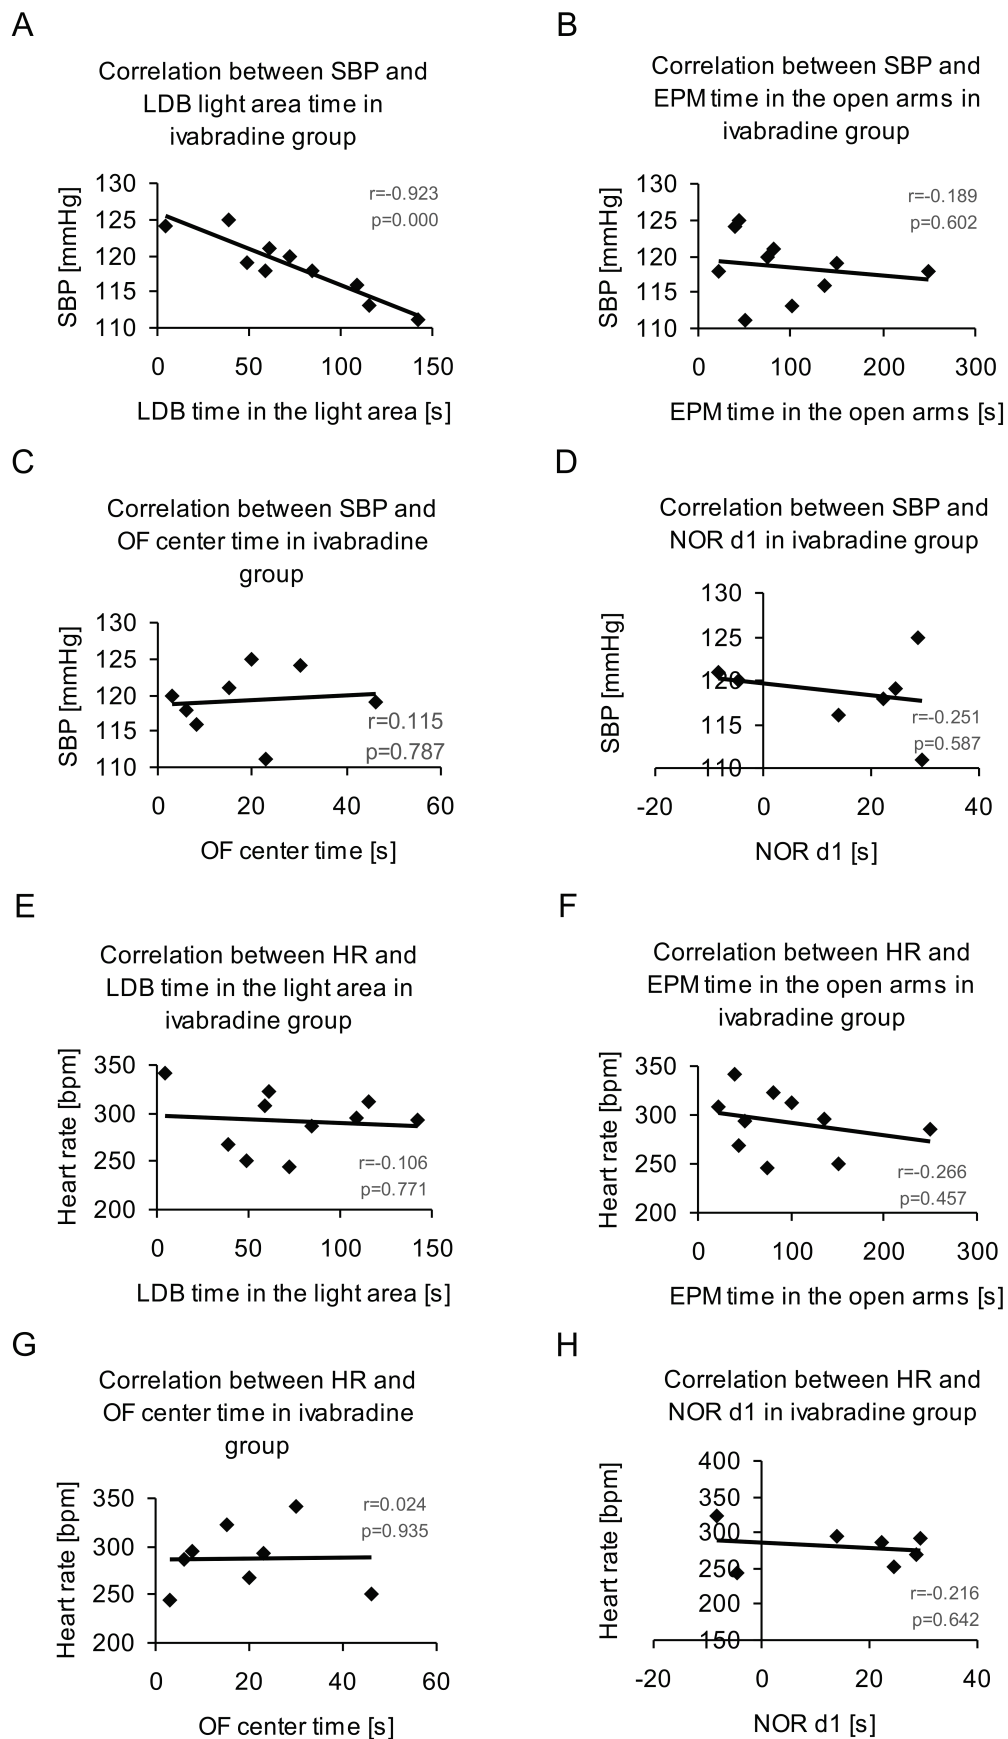 A
Correlation between SBP and
LDB light area time in
ivabradine group
SBP [mmHg]
130
125
120
115
110
r=-0.923
p=0.000
0 50 100 150
LDB time in the light area [s]
B
Correlation between SBP and
EPM time in the open arms in
ivabradine group
SBP [mmHg]
130
125
120
115
110
r=-0.189
p=0.602
0 100 200 300
EPM time in the open arms [s]
C
Correlation between SBP and
OF center time in ivabradine
group
SBP [mmHg]
130
125
120
115
110
r=0.115
p=0.787
0 20 40 60
OF center time [s]
D
Correlation between SBP and
NOR d1 in ivabradine group
SBP [mmHg]
130
125
120
115
110
r=-0.251
p=0.587
-20 0 20 40
NOR d1 [s]
E
Correlation between HR and
LDB time in the light area in
ivabradine group
Heart rate [bpm]
350
300
250
200
r=-0.106
p=0.771
0 50 100 150
LDB time in the light area [s]
F
Correlation between HR and
EPM time in the open arms in
ivabradine group
Heart rate [bpm]
350
300
250
200
r=-0.266
p=0.457
0 100 200 300
EPM time in the open arms [s]
G
Correlation between HR and
OF center time in ivabradine
group
Heart rate [bpm]
350
300
250
200
r=0.024
p=0.935
0 20 40 60
OF center time [s]
H
Correlation between HR and
NOR d1 in ivabradine group
Heart rate [bpm]
400
350
300
250
200
150
r=-0.216
p=0.642
-20 0 20 40
NOR d1 [s]